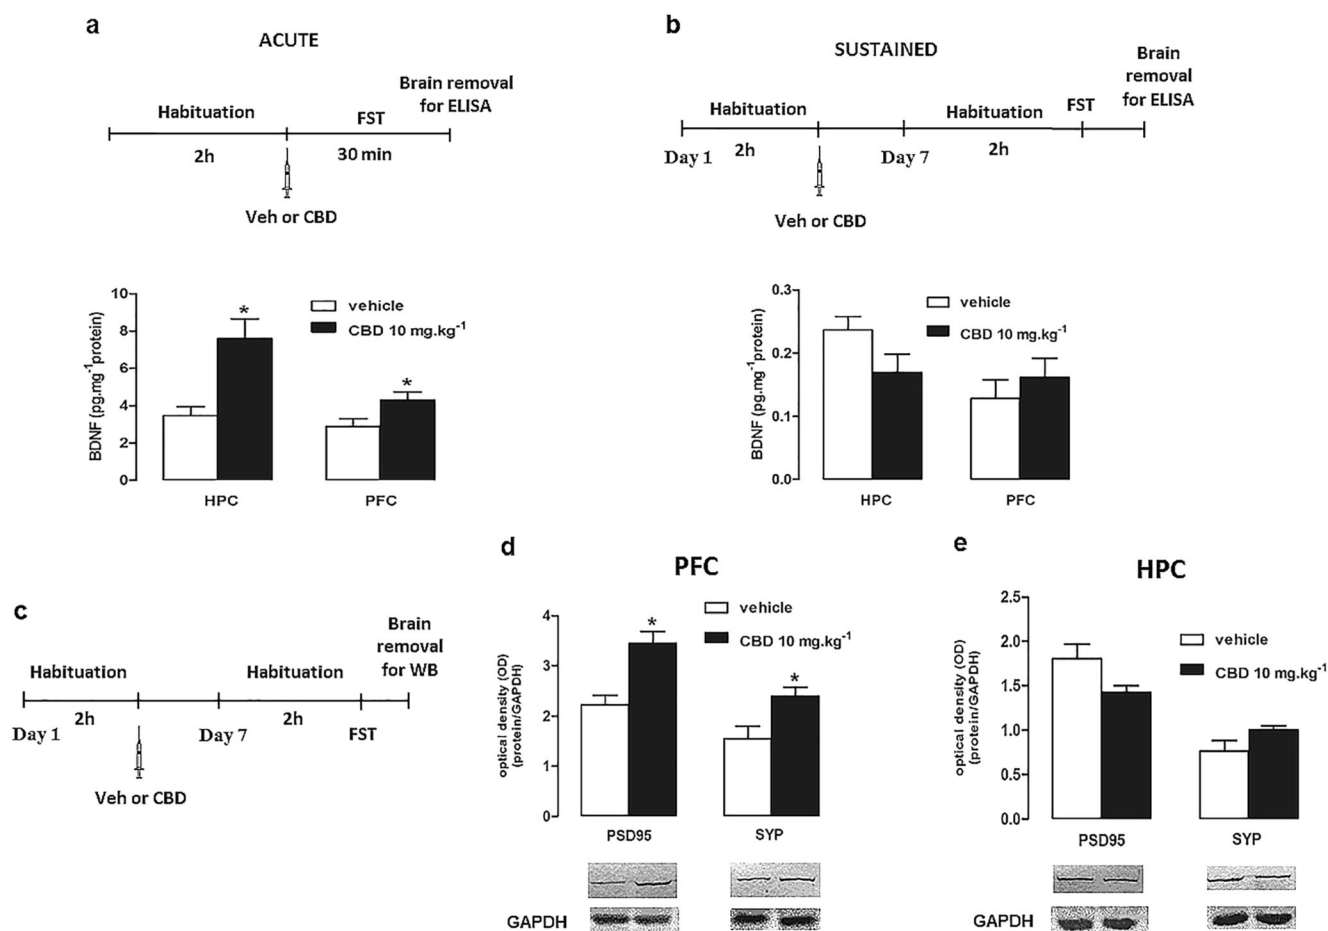 a
ACUTE
Brain removal
for ELISA
Habituation
FST
2h
30 min
Veh or CBD
BDNF (pg.mg⁻¹protein)
10
8
6
4
2
0
*
*
vehicle
CBD 10 mg.kg⁻¹
HPC
PFC
b
SUSTAINED
Brain
removal
for ELISA
Habituation
Habituation
FST
Day 1
2h
Day 7
2h
Veh or CBD
BDNF (pg.mg⁻¹protein)
0.3
0.2
0.1
0.0
vehicle
CBD 10 mg.kg⁻¹
HPC
PFC
c
Brain
removal
for WB
Habituation
Habituation
2h
2h
Day 1
Day 7
FST
Veh or CBD
d
PFC
optical density (OD)
(protein/GAPDH)
4
3
2
1
0
*
*
vehicle
CBD 10 mg.kg⁻¹
PSD95
SYP
GAPDH
e
HPC
optical density (OD)
(protein/GAPDH)
2.5
2.0
1.5
1.0
0.5
0.0
vehicle
CBD 10 mg.kg⁻¹
PSD95
SYP
GAPDH